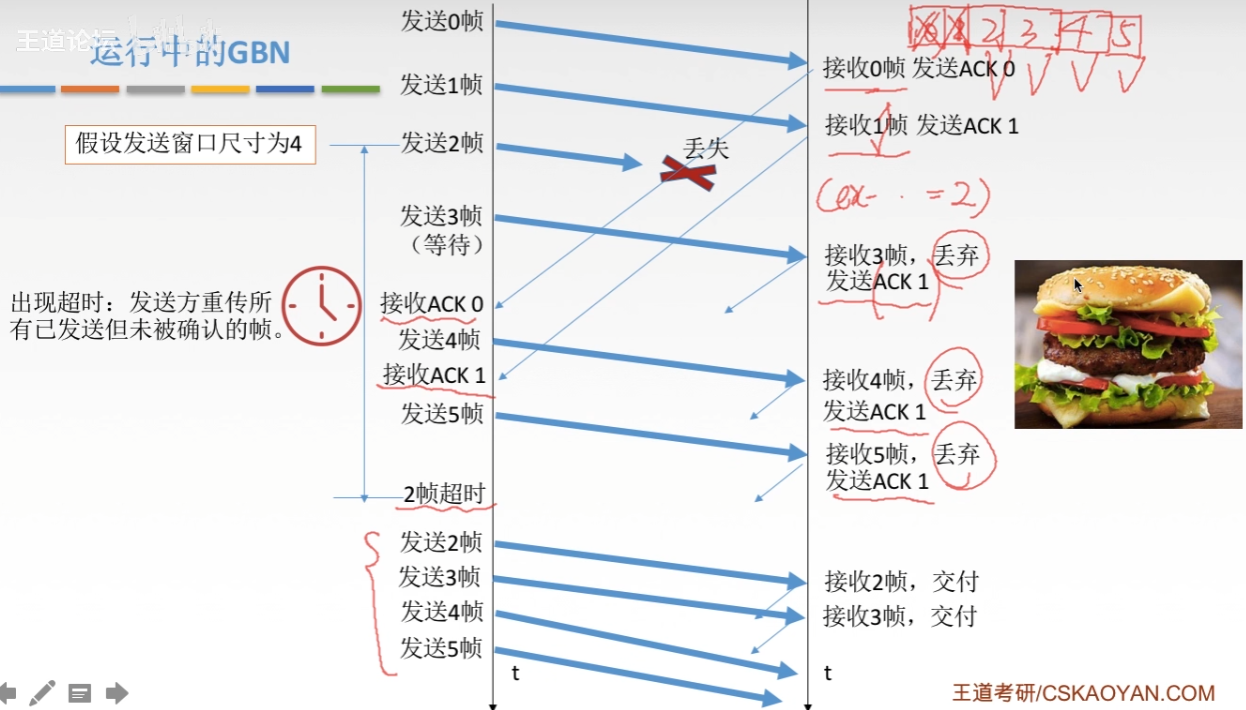 王道论坛
运行中的GBN
假设发送窗口尺寸为4
出现超时：发送方重传所
有已发送但未被确认的帧。
发送0帧
发送1帧
发送2帧
发送3帧
（等待）
接收ACK 0
发送4帧
接收ACK 1
发送5帧
2帧超时
发送2帧
发送3帧
发送4帧
发送5帧
丢失
2 3 4 5
接收0帧 发送ACK 0
接收1帧 发送ACK 1
= 2)
接收3帧，丢弃
发送ACK 1
接收4帧，丢弃
发送ACK 1
接收5帧，丢弃
发送ACK 1
接收2帧，交付
接收3帧，交付
t
t
王道考研/CSKAOYAN.COM